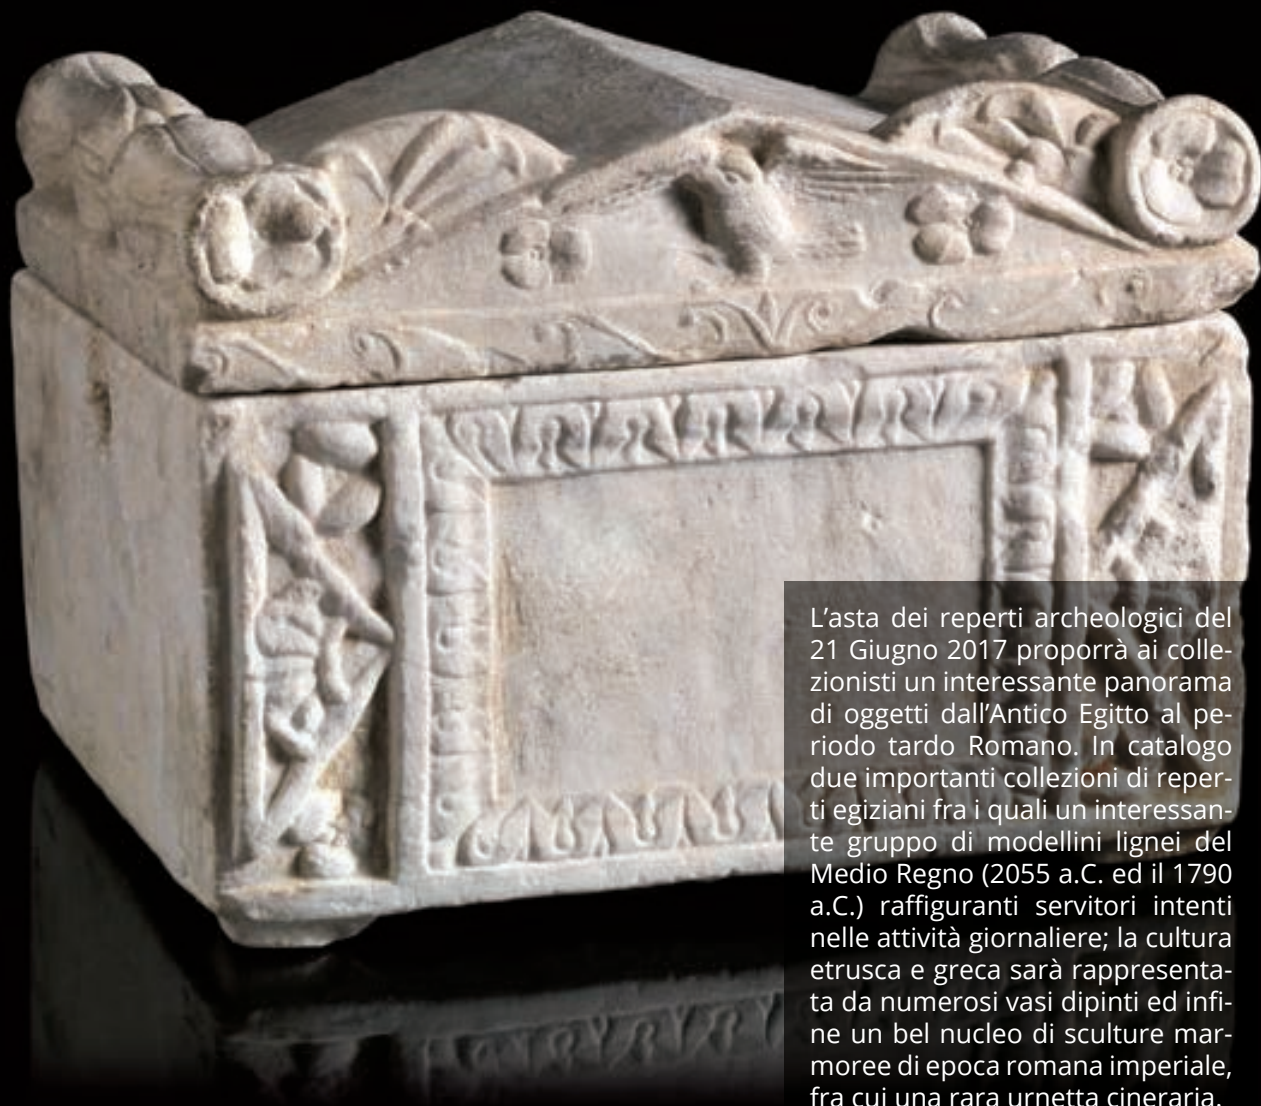 L’asta dei reperti archeologici del
21 Giugno 2017 proporrà ai colle-
zionisti un interessante panorama
di oggetti dall’Antico Egitto al pe-
riodo tardo Romano. In catalogo
due importanti collezioni di reper-
ti egiziani fra i quali un interessan-
te gruppo di modellini lignei del
Medio Regno (2055 a.C. ed il 1790
a.C.) raffiguranti servitori intenti
nelle attività giornaliere; la cultura
etrusca e greca sarà rappresenta-
ta da numerosi vasi dipinti ed infi-
ne un bel nucleo di sculture mar-
moree di epoca romana imperiale,
fra cui una rara urnetta cineraria.